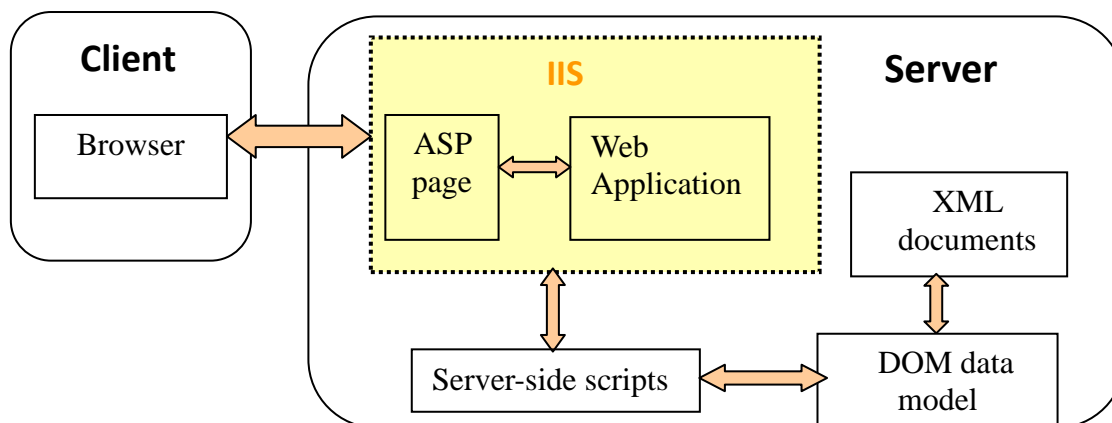 Client
Browser
IIS
Server
ASP
page
Web
Application
XML
documents
Server-side scripts
DOM data
model